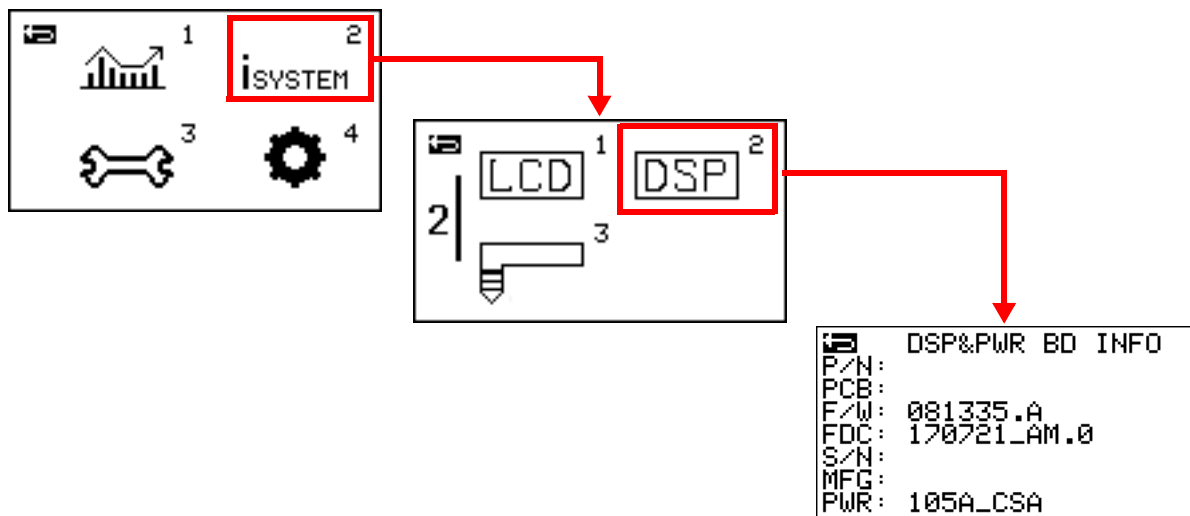 1
2
iSYSTEM
3
4
1
2
LCD
DSP
2
3
DSP&PWR BD INFO
P/N:
PCB:
F/W: 081335.A
FDC: 170721_AM.0
S/N:
MFG:
PWR: 105A_CSA